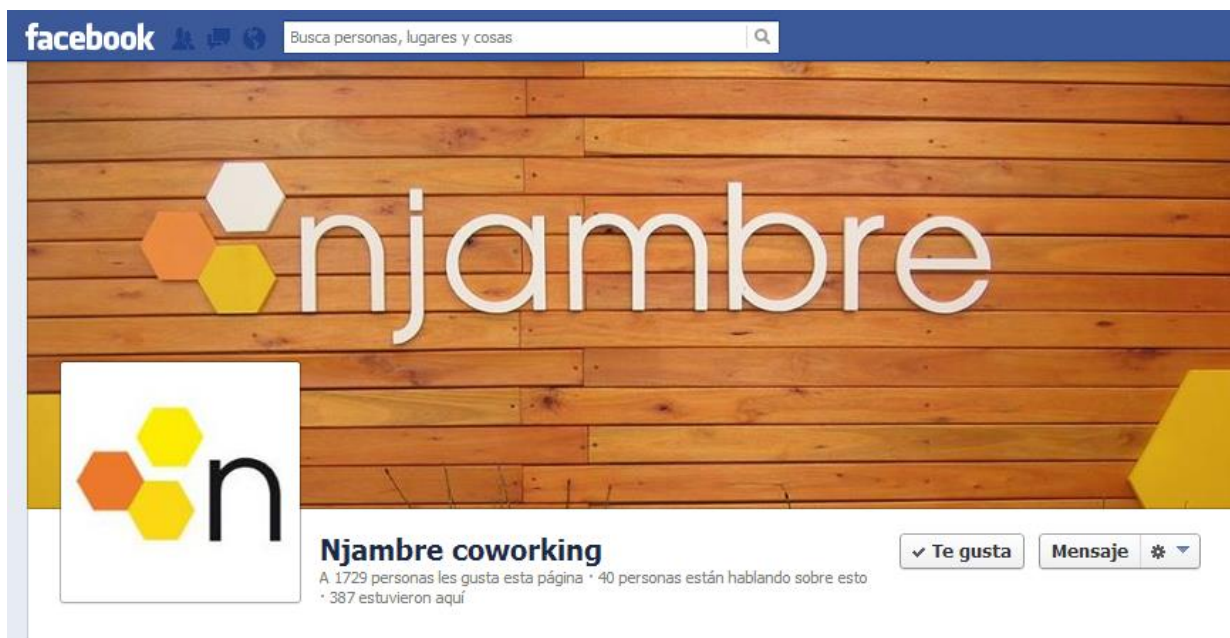 facebook Busca personas, lugares y cosas
njambre
n
Njambre coworking
Te gusta Mensaje
A 1729 personas les gusta esta página · 40 personas están hablando sobre esto
· 387 estuvieron aquí